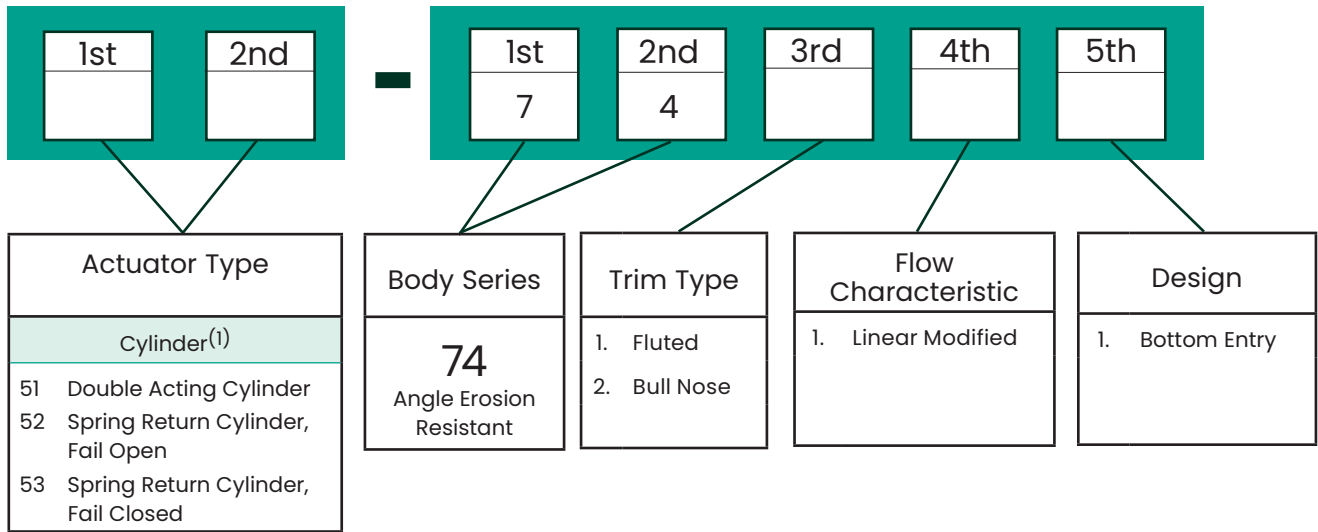 1st
2nd
-
1st
2nd
3rd
4th
5th
7
4
Actuator Type
Cylinder(1)
51 Double Acting Cylinder
52 Spring Return Cylinder,
Fail Open
53 Spring Return Cylinder,
Fail Closed
Body Series
74
Angle Erosion
Resistant
Trim Type
1. Fluted
2. Bull Nose
Flow
Characteristic
1. Linear Modified
Design
1. Bottom Entry